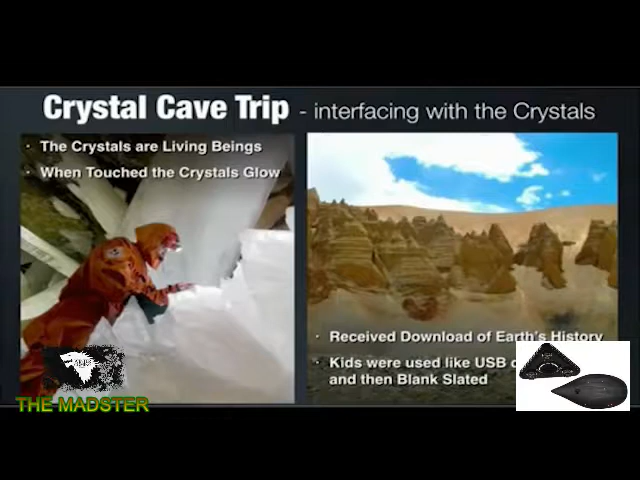 Crystal Cave Trip - interfacing with the Crystals
· The Crystals are Living Beings
· When Touched the Crystals Glow
· Received Download of Earth's History
· Kids were used like USB
and then Blank Slated
THE MADSTER